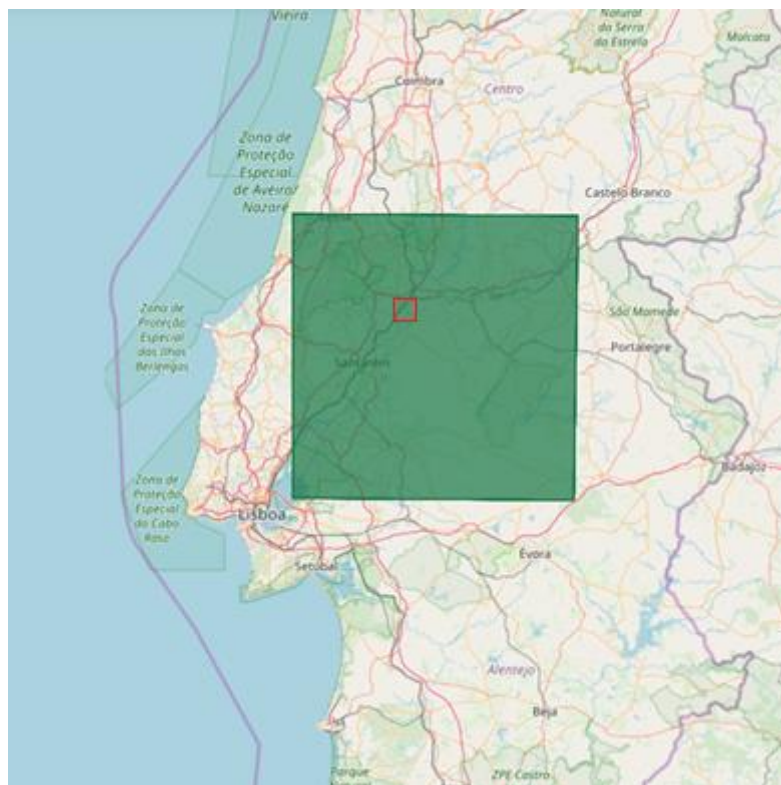 Vieira
Natural
da Serra
da Estrela
Malcata
Coimbra
Centro
Zona de
Proteção
Especial
de Aveiro/
Nazaré
Castelo Branco
Zona de
Proteção
Especial
das Ilhas
Berlengas
São Mamede
Portalegre
Santarém
Badajoz
Zona de
Proteção
Especial
do Cabo
Raso
Lisboa
Évora
Setúbal
Alentejo
Beja
Parque
ZPE Castro